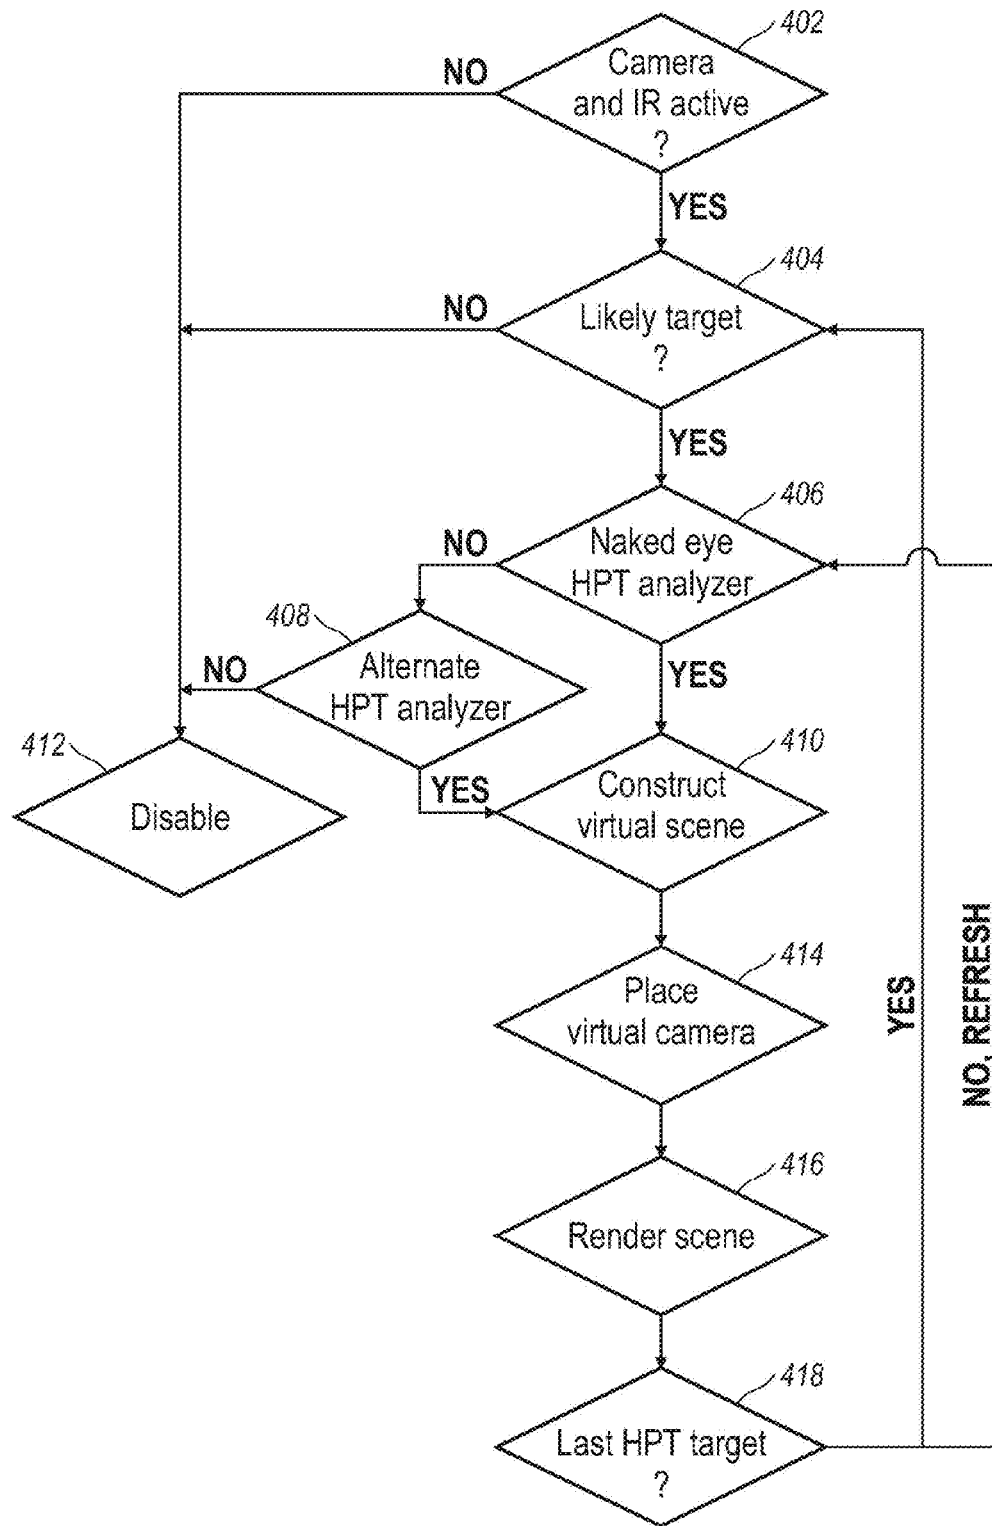 402
Camera
and IR active
?
NO
YES
404
Likely target
?
NO
YES
406
Naked eye
HPT analyzer
NO
YES
408
Alternate
HPT analyzer
NO
YES
410
Construct
virtual scene
412
Disable
414
Place
virtual camera
YES
NO, REFRESH
416
Render scene
418
Last HPT target
?